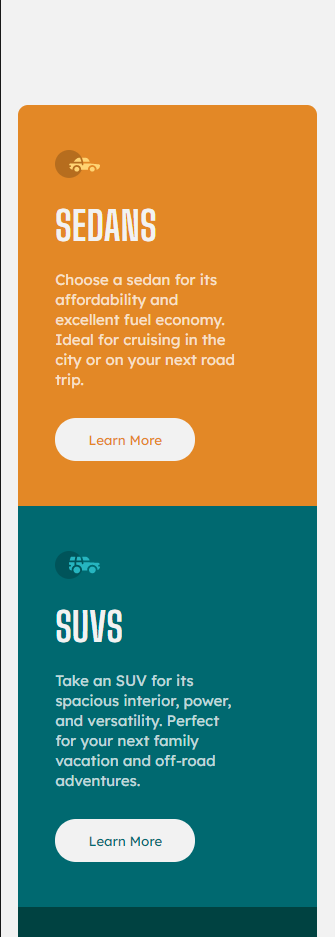 SEDANS
Choose a sedan for its
affordability and
excellent fuel economy.
Ideal for cruising in the
city or on your next road
trip.
Learn More
SUVS
Take an SUV for its
spacious interior, power,
and versatility. Perfect
for your next family
vacation and off-road
adventures.
Learn More